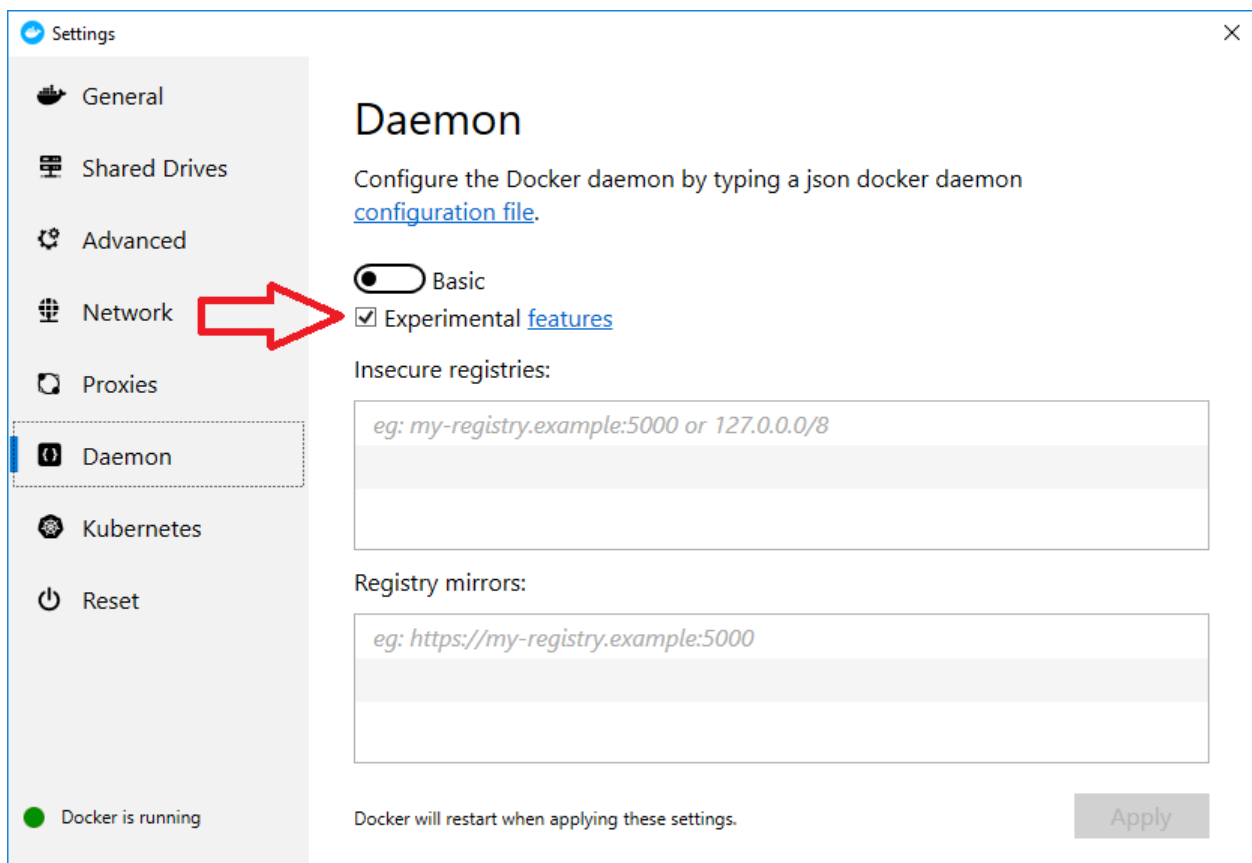 Settings
General
Shared Drives
Advanced
Network
Proxies
Daemon
Kubernetes
Reset
Docker is running
Daemon
Configure the Docker daemon by typing a json docker daemon
configuration file.
Basic
Experimental features
Insecure registries:
eg: my-registry.example:5000 or 127.0.0.0/8
Registry mirrors:
eg: https://my-registry.example:5000
Docker will restart when applying these settings.
Apply